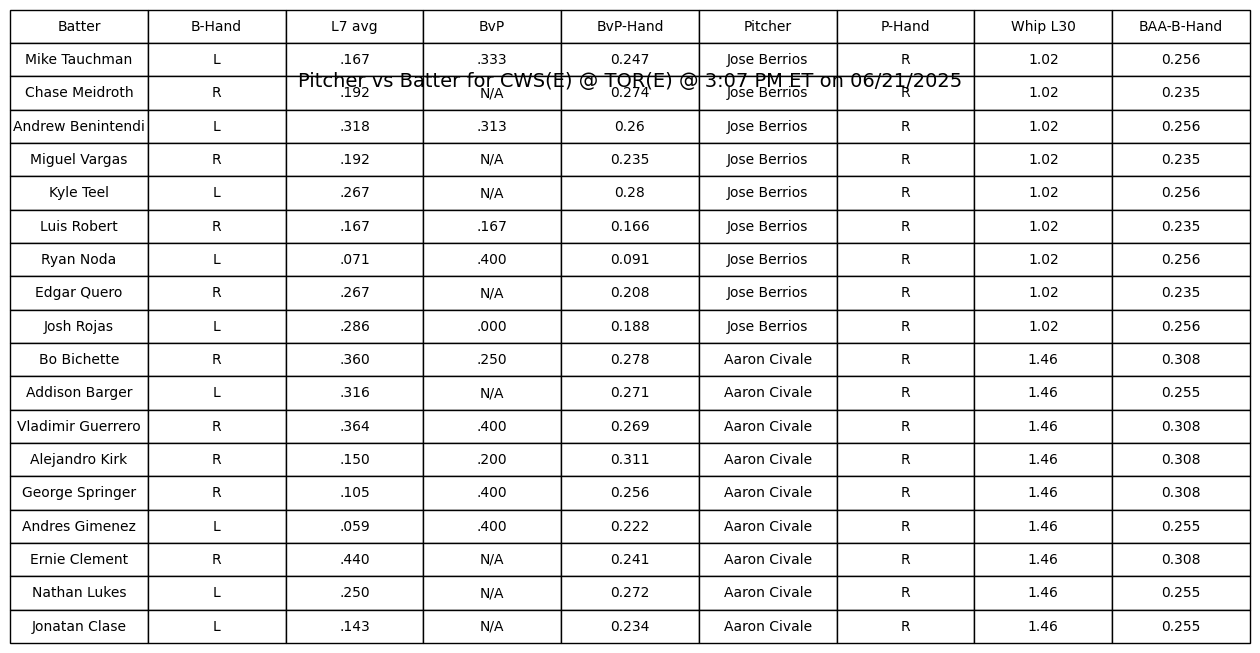 Batter B-Hand L7 avg BvP BvP-Hand Pitcher P-Hand Whip L30 BAA-B-Hand
Mike Tauchman L .167 .333 0.247 Jose Berrios R 1.02 0.256
Pitcher vs Batter for CWS(E) @ TOR(E) @ 3:07 PM ET on 06/21/2025
Chase Meidroth R .192 N/A 0.274 Jose Berrios R 1.02 0.235
Andrew Benintendi L .318 .313 0.26 Jose Berrios R 1.02 0.256
Miguel Vargas R .192 N/A 0.235 Jose Berrios R 1.02 0.235
Kyle Teel L .267 N/A 0.28 Jose Berrios R 1.02 0.256
Luis Robert R .167 .167 0.166 Jose Berrios R 1.02 0.235
Ryan Noda L .071 .400 0.091 Jose Berrios R 1.02 0.256
Edgar Quero R .267 N/A 0.208 Jose Berrios R 1.02 0.235
Josh Rojas L .286 .000 0.188 Jose Berrios R 1.02 0.256
Bo Bichette R .360 .250 0.278 Aaron Civale R 1.46 0.308
Addison Barger L .316 N/A 0.271 Aaron Civale R 1.46 0.255
Vladimir Guerrero R .364 .400 0.269 Aaron Civale R 1.46 0.308
Alejandro Kirk R .150 .200 0.311 Aaron Civale R 1.46 0.308
George Springer R .105 .400 0.256 Aaron Civale R 1.46 0.308
Andres Gimenez L .059 .400 0.222 Aaron Civale R 1.46 0.255
Ernie Clement R .440 N/A 0.241 Aaron Civale R 1.46 0.308
Nathan Lukes L .250 N/A 0.272 Aaron Civale R 1.46 0.255
Jonatan Clase L .143 N/A 0.234 Aaron Civale R 1.46 0.255